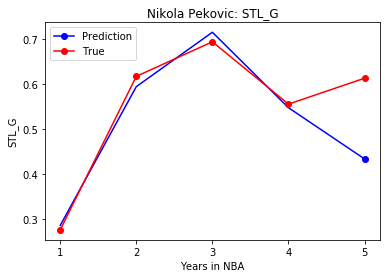 Nikola Pekovic: STL_G
Prediction
True
0.7
0.6
0.5
0.4
0.3
STL_G
1 2 3 4 5
Years in NBA